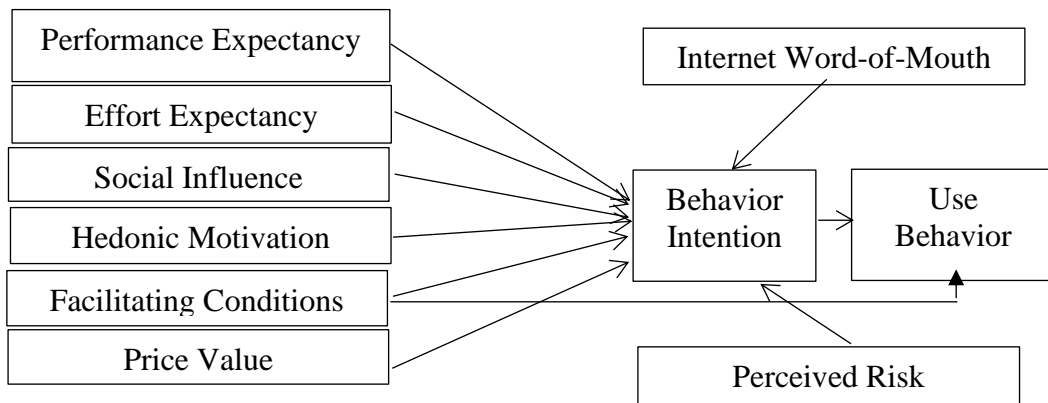 Performance Expectancy
Effort Expectancy
Social Influence
Hedonic Motivation
Facilitating Conditions
Price Value
Internet Word-of-Mouth
Behavior
Intention
Use
Behavior
Perceived Risk